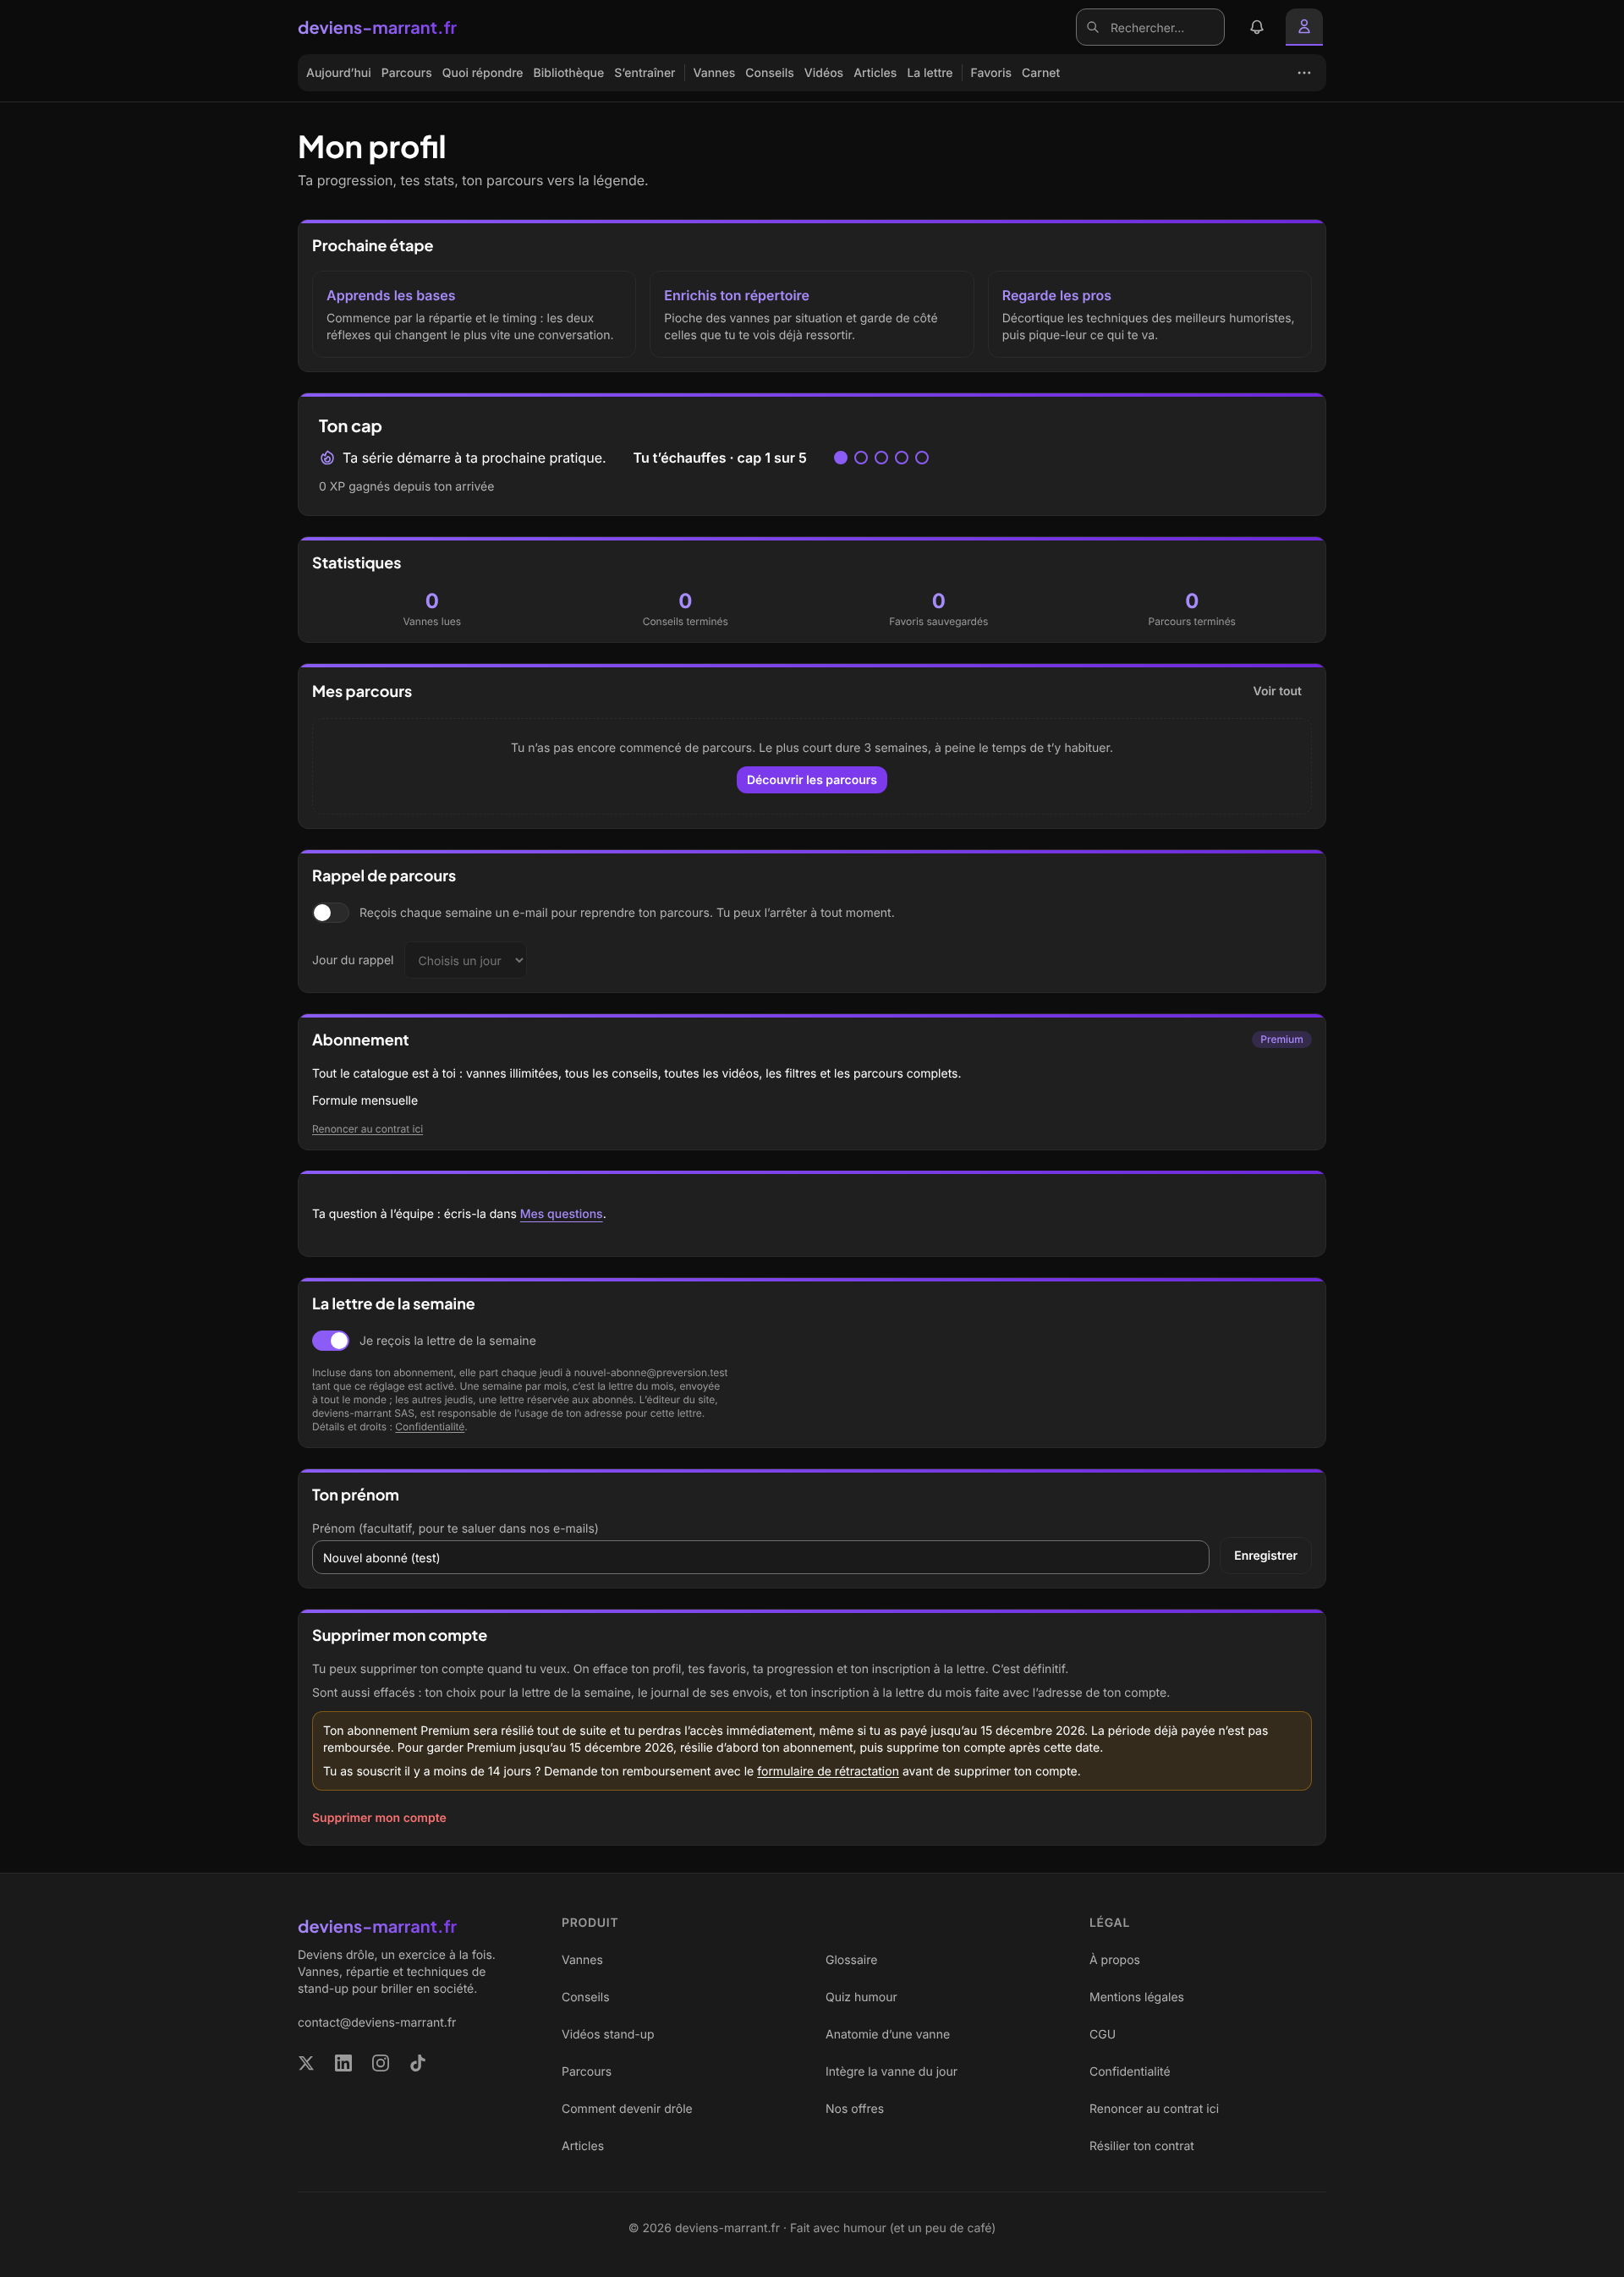 deviens-marrant.fr
Rechercher...
Aujourd’hui Parcours Quoi répondre Bibliothèque S’entraîner Vannes Conseils Vidéos Articles La lettre Favoris Carnet
Mon profil
Ta progression, tes stats, ton parcours vers la légende.
Prochaine étape
Apprends les bases
Commence par la répartie et le timing : les deux
réflexes qui changent le plus vite une conversation.
Enrichis ton répertoire
Pioche des vannes par situation et garde de côté
celles que tu te vois déjà ressortir.
Regarde les pros
Décortique les techniques des meilleurs humoristes,
puis pique-leur ce qui te va.
Ton cap
Ta série démarre à ta prochaine pratique. Tu t’échauffes · cap 1 sur 5
0 XP gagnés depuis ton arrivée
Statistiques
0
Vannes lues
0
Conseils terminés
0
Favoris sauvegardés
0
Parcours terminés
Mes parcours
Voir tout
Tu n’as pas encore commencé de parcours. Le plus court dure 3 semaines, à peine le temps de t’y habituer.
Découvrir les parcours
Rappel de parcours
Reçois chaque semaine un e-mail pour reprendre ton parcours. Tu peux l’arrêter à tout moment.
Jour du rappel Choisis un jour
Abonnement
Premium
Tout le catalogue est à toi : vannes illimitées, tous les conseils, toutes les vidéos, les filtres et les parcours complets.
Formule mensuelle
Renoncer au contrat ici
Ta question à l’équipe : écris-la dans Mes questions.
La lettre de la semaine
Je reçois la lettre de la semaine
Incluse dans ton abonnement, elle part chaque jeudi à nouvel-abonne@preversion.test
tant que ce réglage est activé. Une semaine par mois, c’est la lettre du mois, envoyée
à tout le monde ; les autres jeudis, une lettre réservée aux abonnés. L’éditeur du site,
deviens-marrant SAS, est responsable de l’usage de ton adresse pour cette lettre.
Détails et droits : Confidentialité.
Ton prénom
Prénom (facultatif, pour te saluer dans nos e-mails)
Nouvel abonné (test)
Enregistrer
Supprimer mon compte
Tu peux supprimer ton compte quand tu veux. On efface ton profil, tes favoris, ta progression et ton inscription à la lettre. C’est définitif.
Sont aussi effacés : ton choix pour la lettre de la semaine, le journal de ses envois, et ton inscription à la lettre du mois faite avec l’adresse de ton compte.
Ton abonnement Premium sera résilié tout de suite et tu perdras l’accès immédiatement, même si tu as payé jusqu’au 15 décembre 2026. La période déjà payée n’est pas
remboursée. Pour garder Premium jusqu’au 15 décembre 2026, résilie d’abord ton abonnement, puis supprime ton compte après cette date.
Tu as souscrit il y a moins de 14 jours ? Demande ton remboursement avec le formulaire de rétractation avant de supprimer ton compte.
Supprimer mon compte
deviens-marrant.fr
Deviens drôle, un exercice à la fois.
Vannes, répartie et techniques de
stand-up pour briller en société.
contact@deviens-marrant.fr
PRODUIT
Vannes
Conseils
Vidéos stand-up
Parcours
Comment devenir drôle
Articles
Glossaire
Quiz humour
Anatomie d’une vanne
Intègre la vanne du jour
Nos offres
LÉGAL
À propos
Mentions légales
CGU
Confidentialité
Renoncer au contrat ici
Résilier ton contrat
© 2026 deviens-marrant.fr · Fait avec humour (et un peu de café)